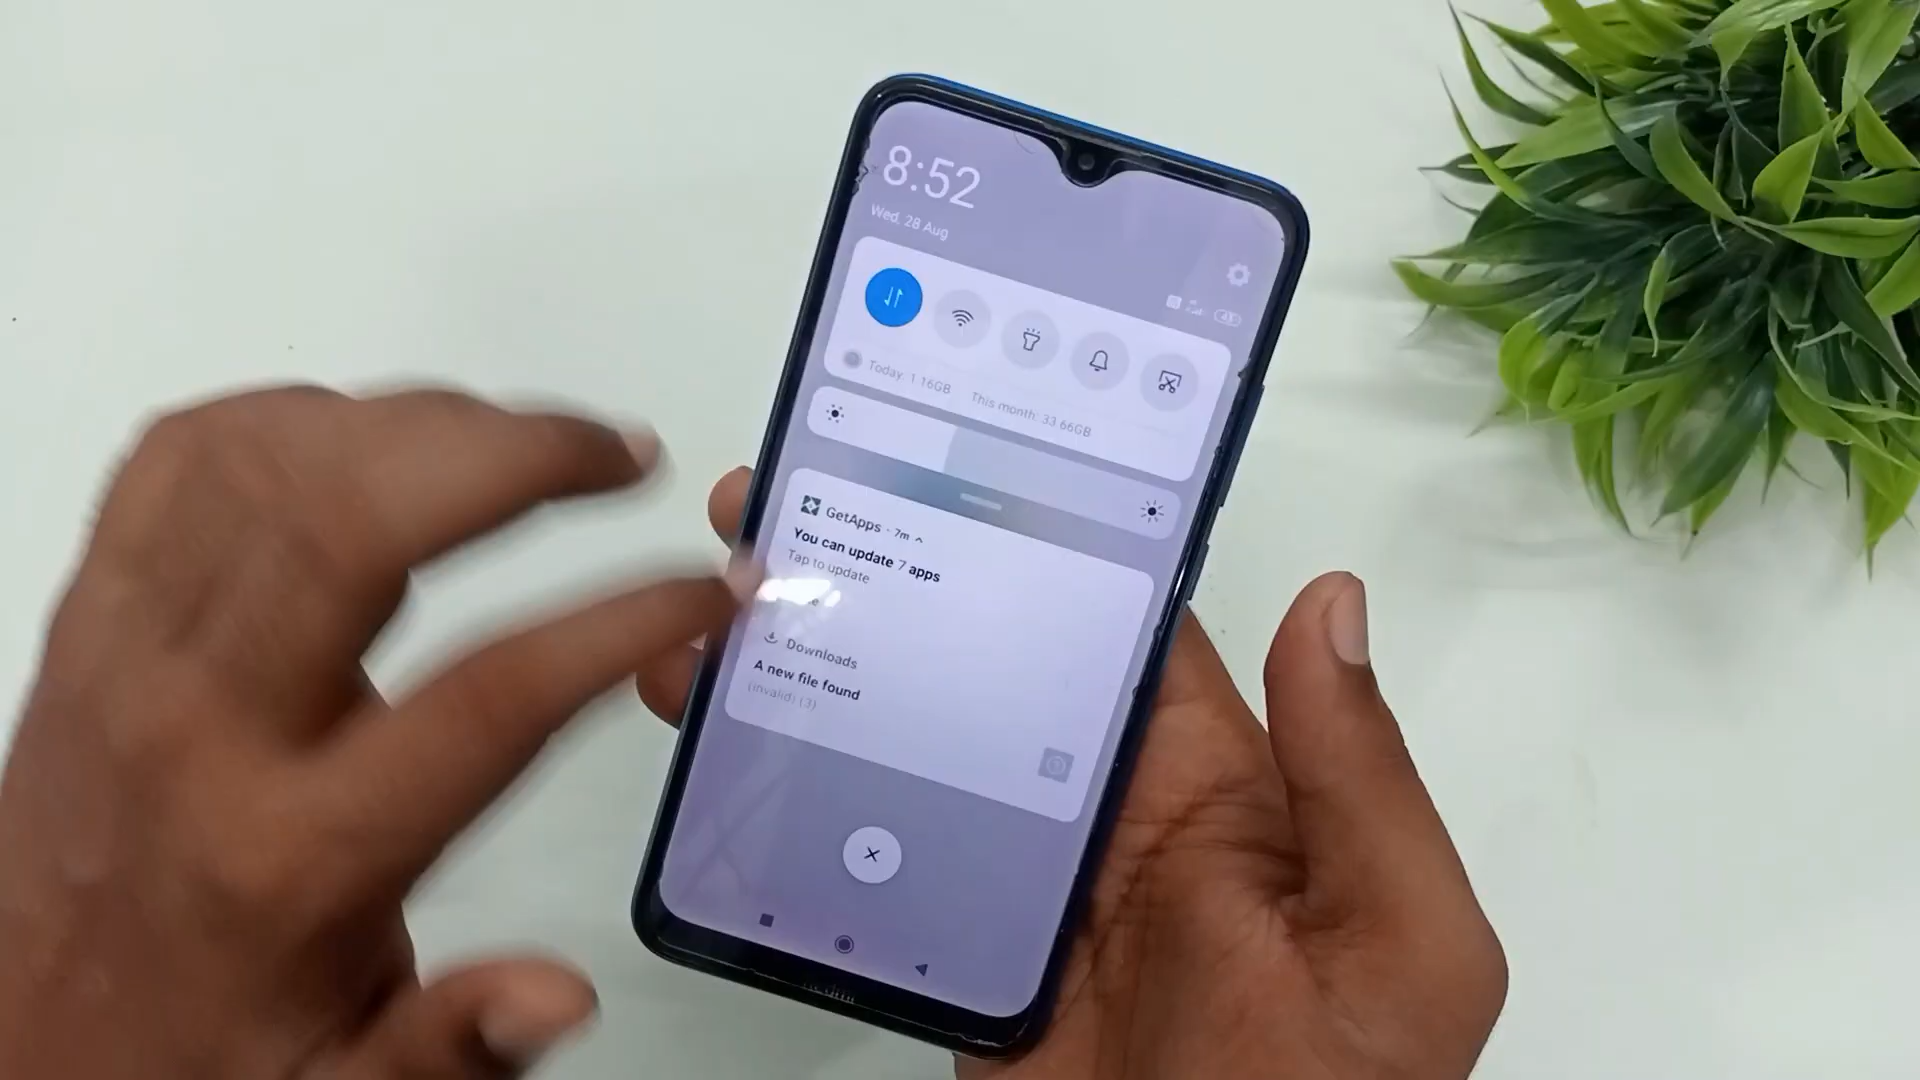 8:52
Wed, 28 Aug
Today: 1.16GB This month: 33.66GB
GetApps · 7m
You can update 7 apps
Tap to update
Downloads
A new file found
(invalid) (3)